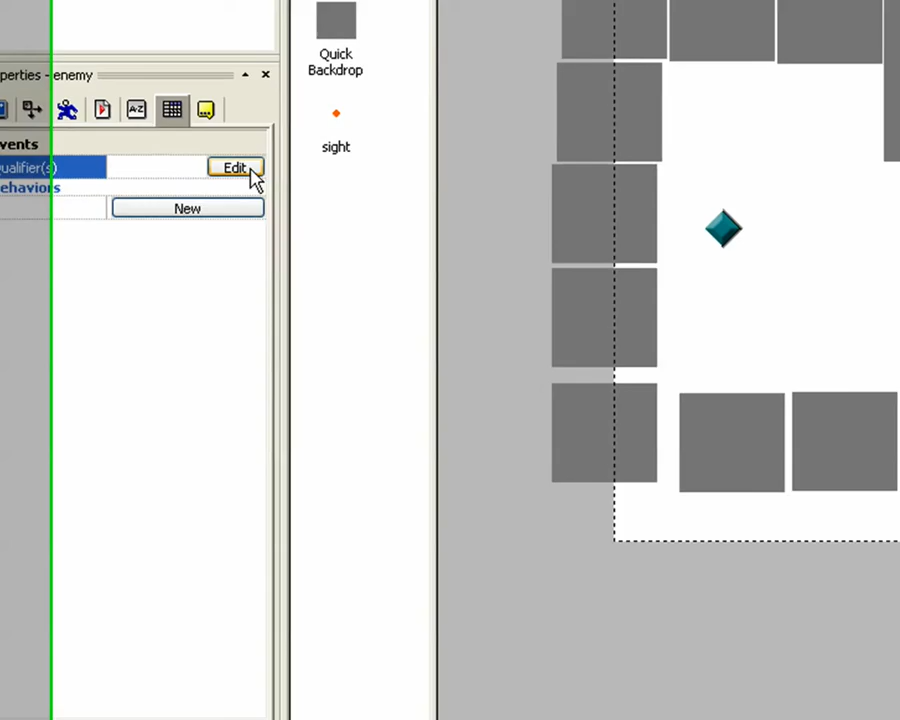 Quick
Backdrop
perties - enemy
A-Z
vents
ualifier(s)
Edit
ehaviors
New
sight